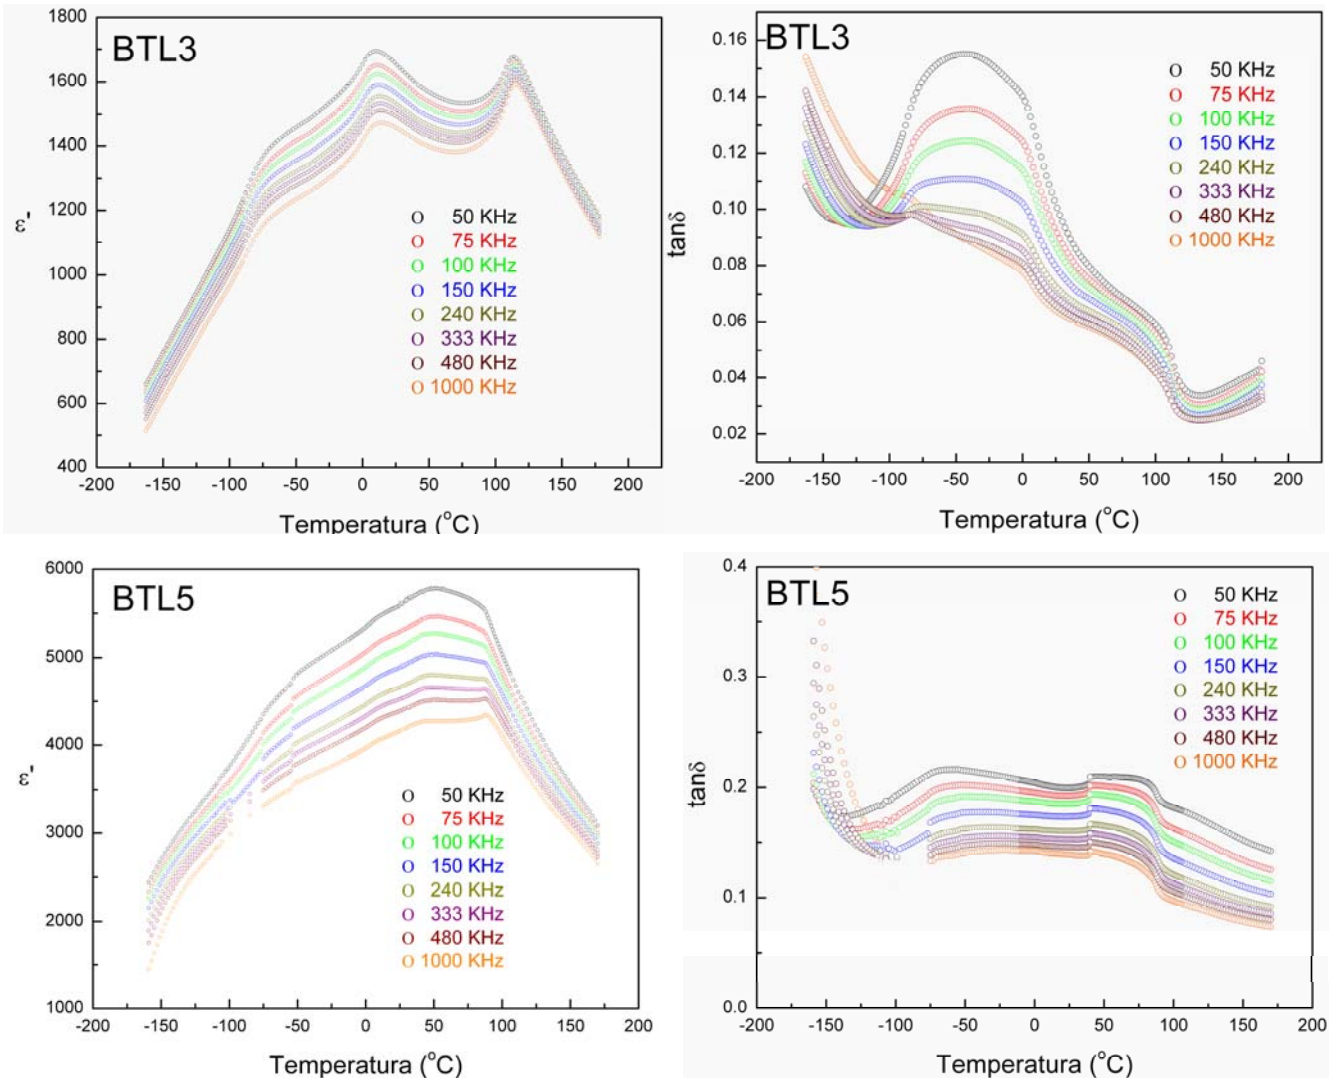 BTL3
1800
1600
1400
1200
1000
800
600
400
ε'
50 KHz
75 KHz
100 KHz
150 KHz
240 KHz
333 KHz
480 KHz
1000 KHz
-200 -150 -100 -50 0 50 100 150 200
Temperatura (°C)
BTL3
0.16
0.14
0.12
0.10
0.08
0.06
0.04
0.02
tanδ
50 KHz
75 KHz
100 KHz
150 KHz
240 KHz
333 KHz
480 KHz
1000 KHz
-200 -150 -100 -50 0 50 100 150 200
Temperatura (°C)
BTL5
6000
5000
4000
3000
2000
1000
ε'
50 KHz
75 KHz
100 KHz
150 KHz
240 KHz
333 KHz
480 KHz
1000 KHz
-200 -150 -100 -50 0 50 100 150 200
Temperatura (°C)
BTL5
0.4
0.3
0.2
0.1
0.0
tanδ
50 KHz
75 KHz
100 KHz
150 KHz
240 KHz
333 KHz
480 KHz
1000 KHz
-200 -150 -100 -50 0 50 100 150 200
Temperatura (°C)